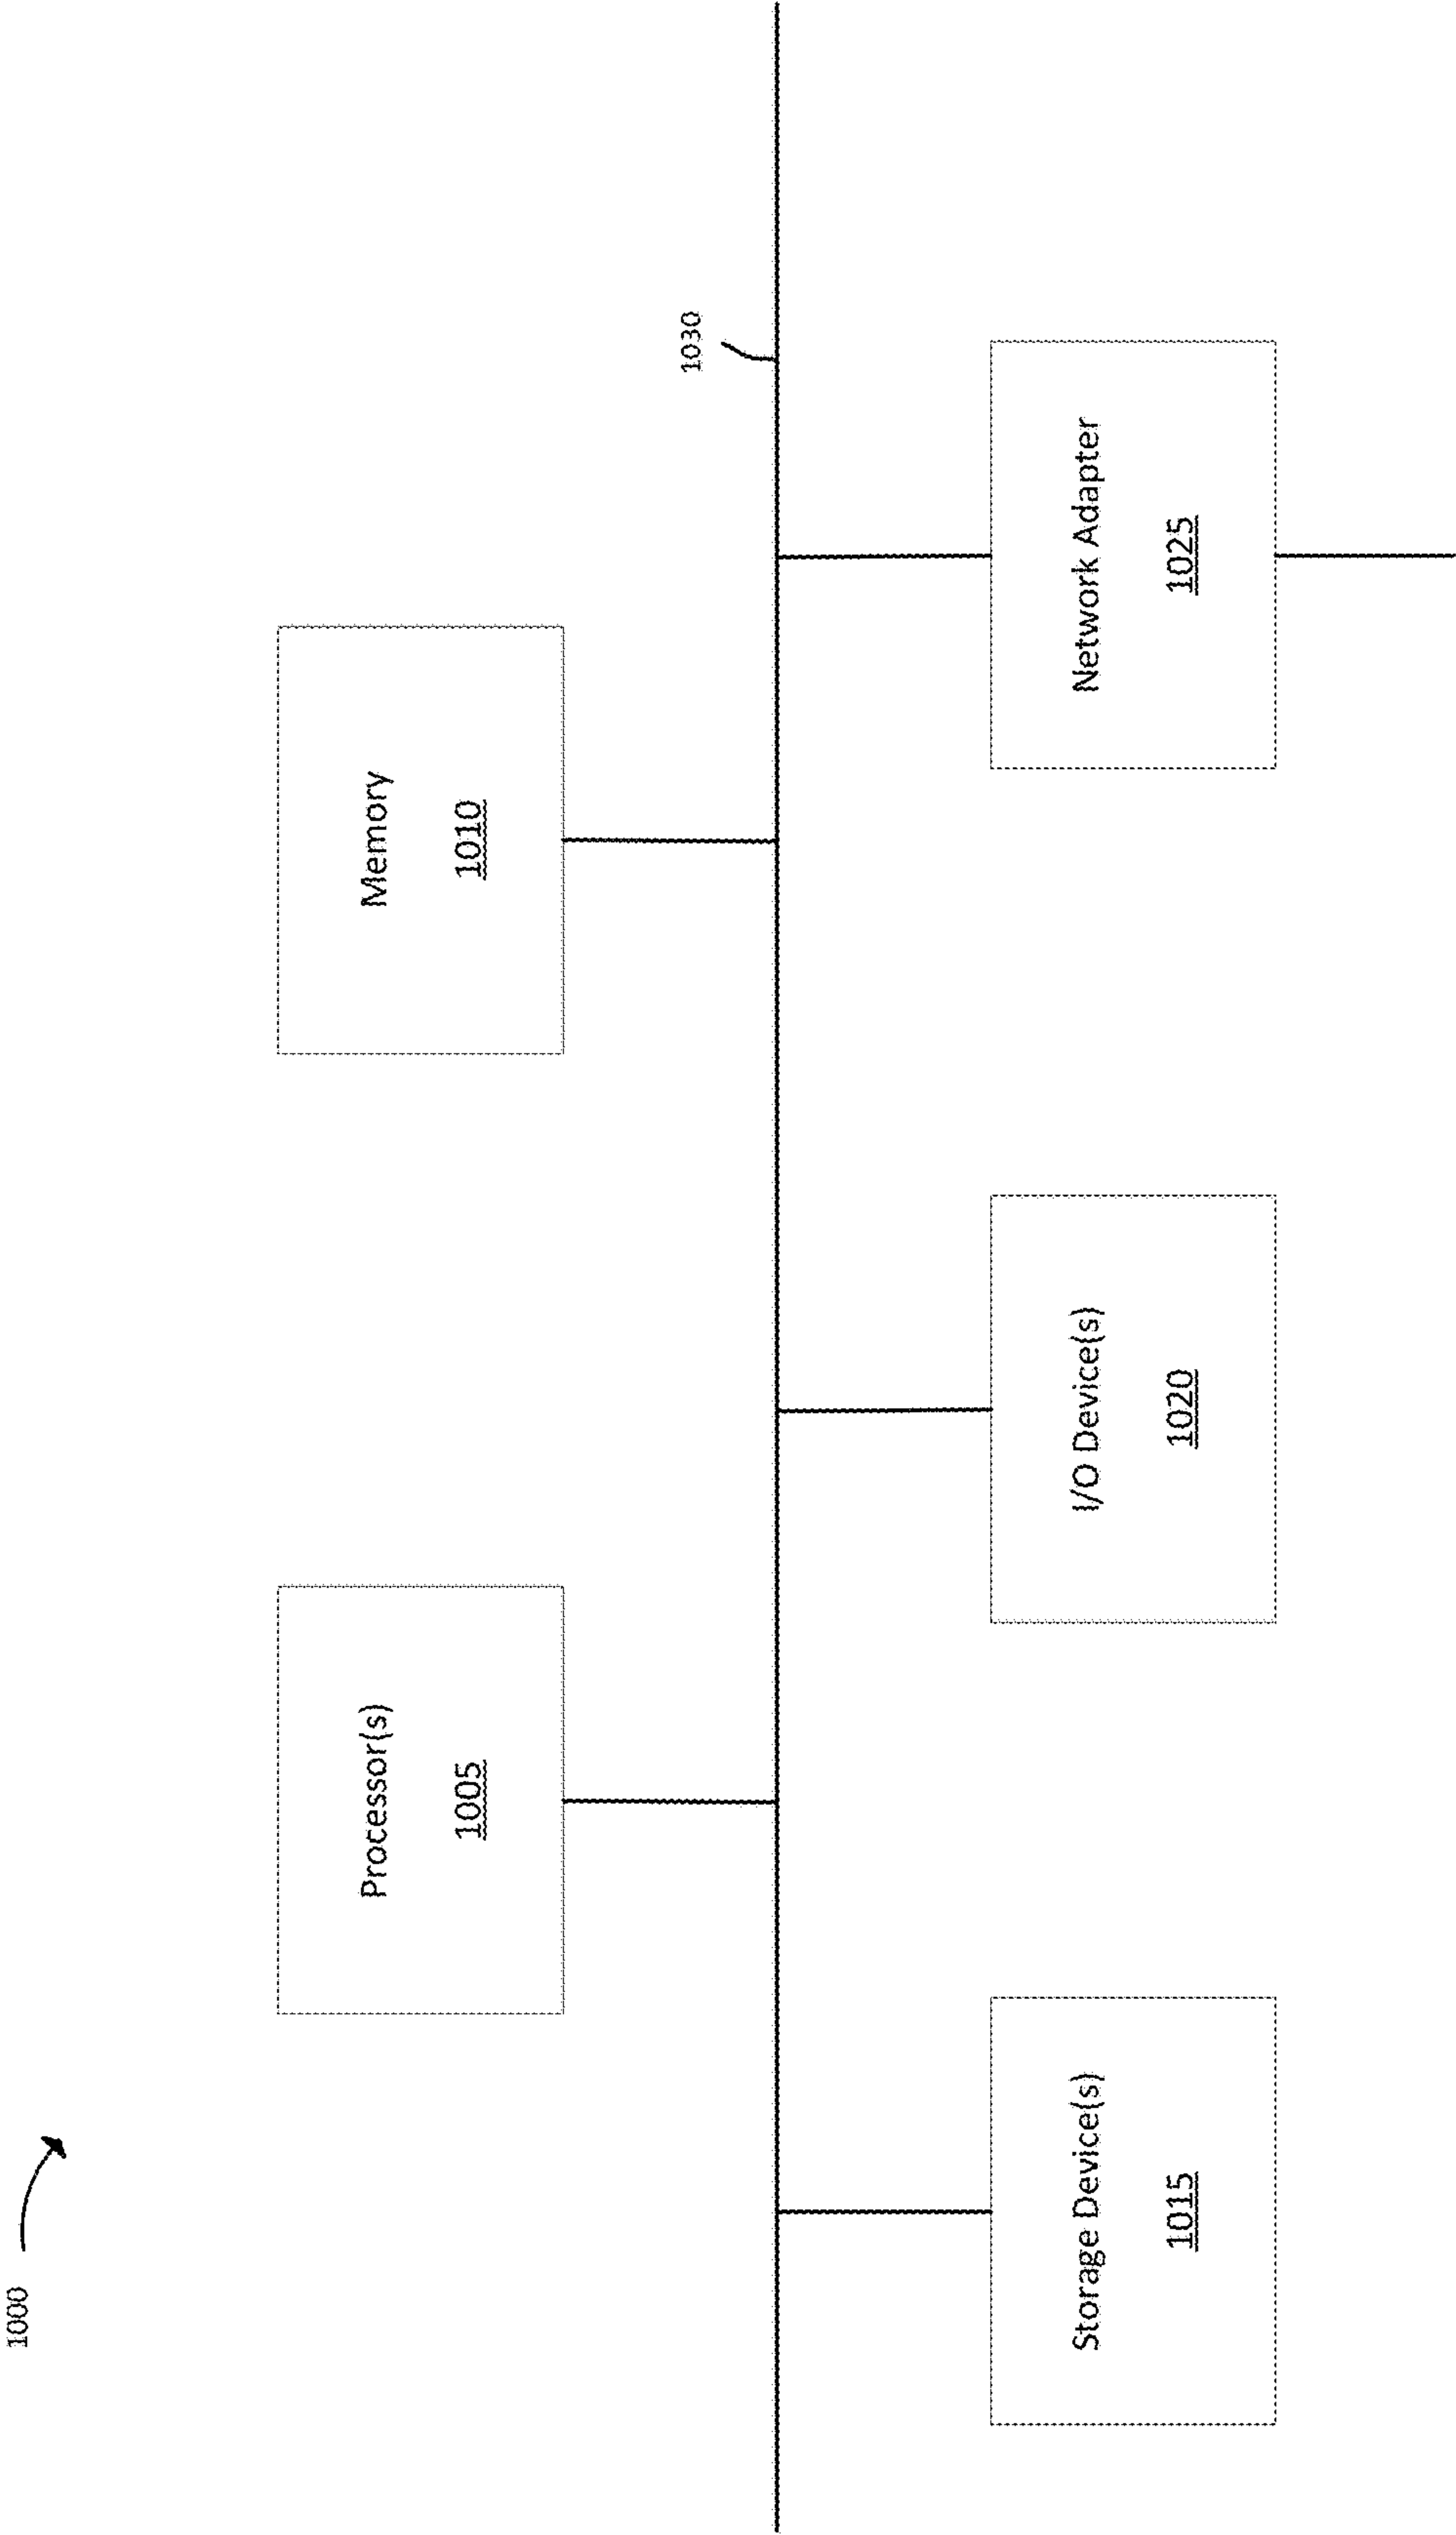 1000
Processor(s)
1005
Memory
1010
1030
Storage Device(s)
1015
I/O Device(s)
1020
Network Adapter
1025